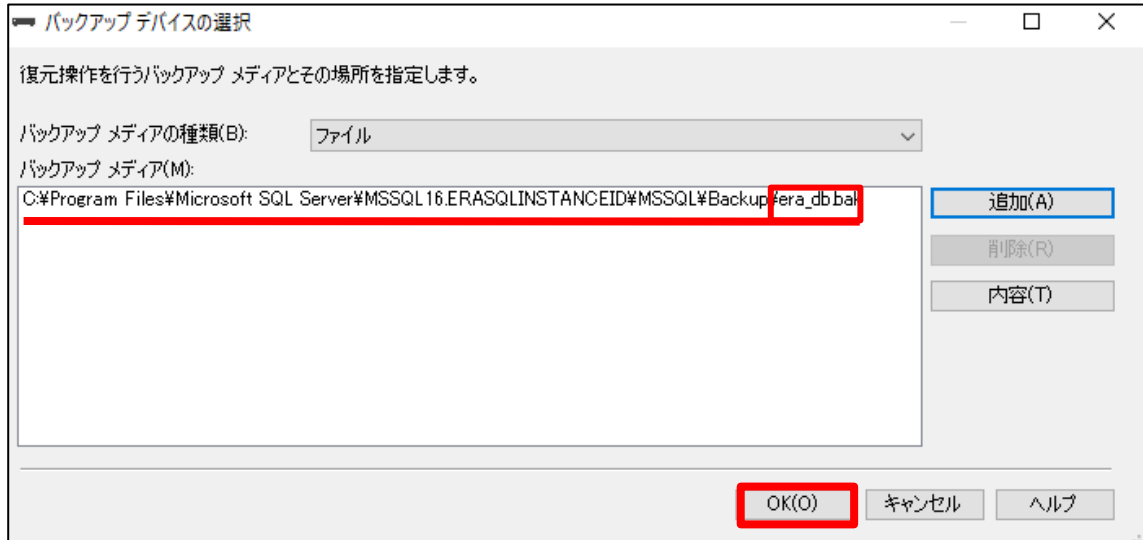 バックアップ デバイスの選択
復元操作を行うバックアップ メディアとその場所を指定します。
バックアップ メディアの種類(B):
ファイル
バックアップ メディア(M):
C:¥Program Files¥Microsoft SQL Server¥MSSQL16.ERASQLINSTANCEID¥MSSQL¥Backup¥era_db.bak
追加(A)
削除(R)
内容(T)
OK(O)
キャンセル
ヘルプ